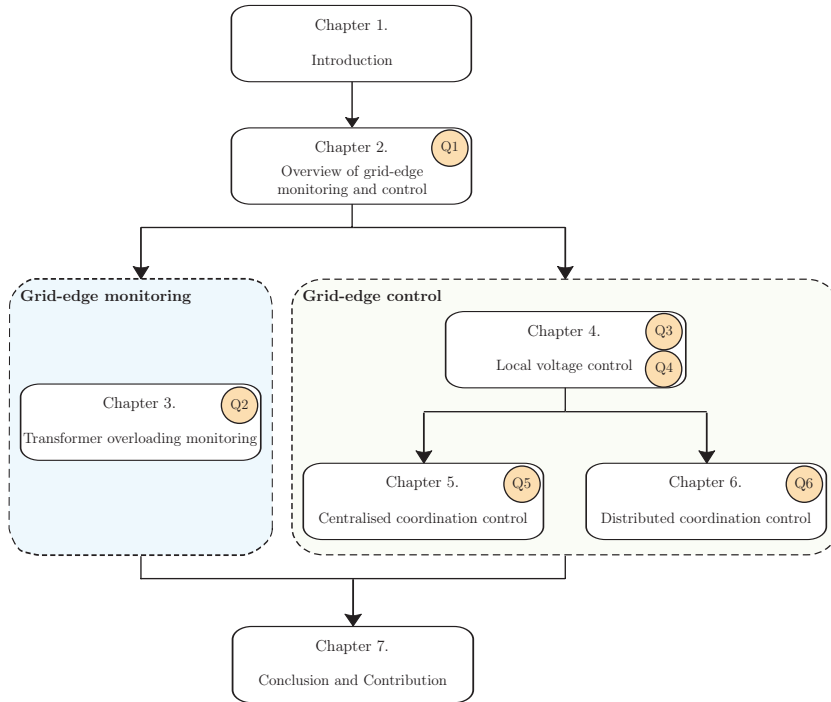 Chapter 1.
Introduction
Chapter 2.
Q1
Overview of grid-edge
monitoring and control
Grid-edge monitoring
Chapter 3.
Q2
Transformer overloading monitoring
Grid-edge control
Chapter 4.
Q3
Local voltage control
Q4
Chapter 5.
Q5
Centralised coordination control
Chapter 6.
Q6
Distributed coordination control
Chapter 7.
Conclusion and Contribution